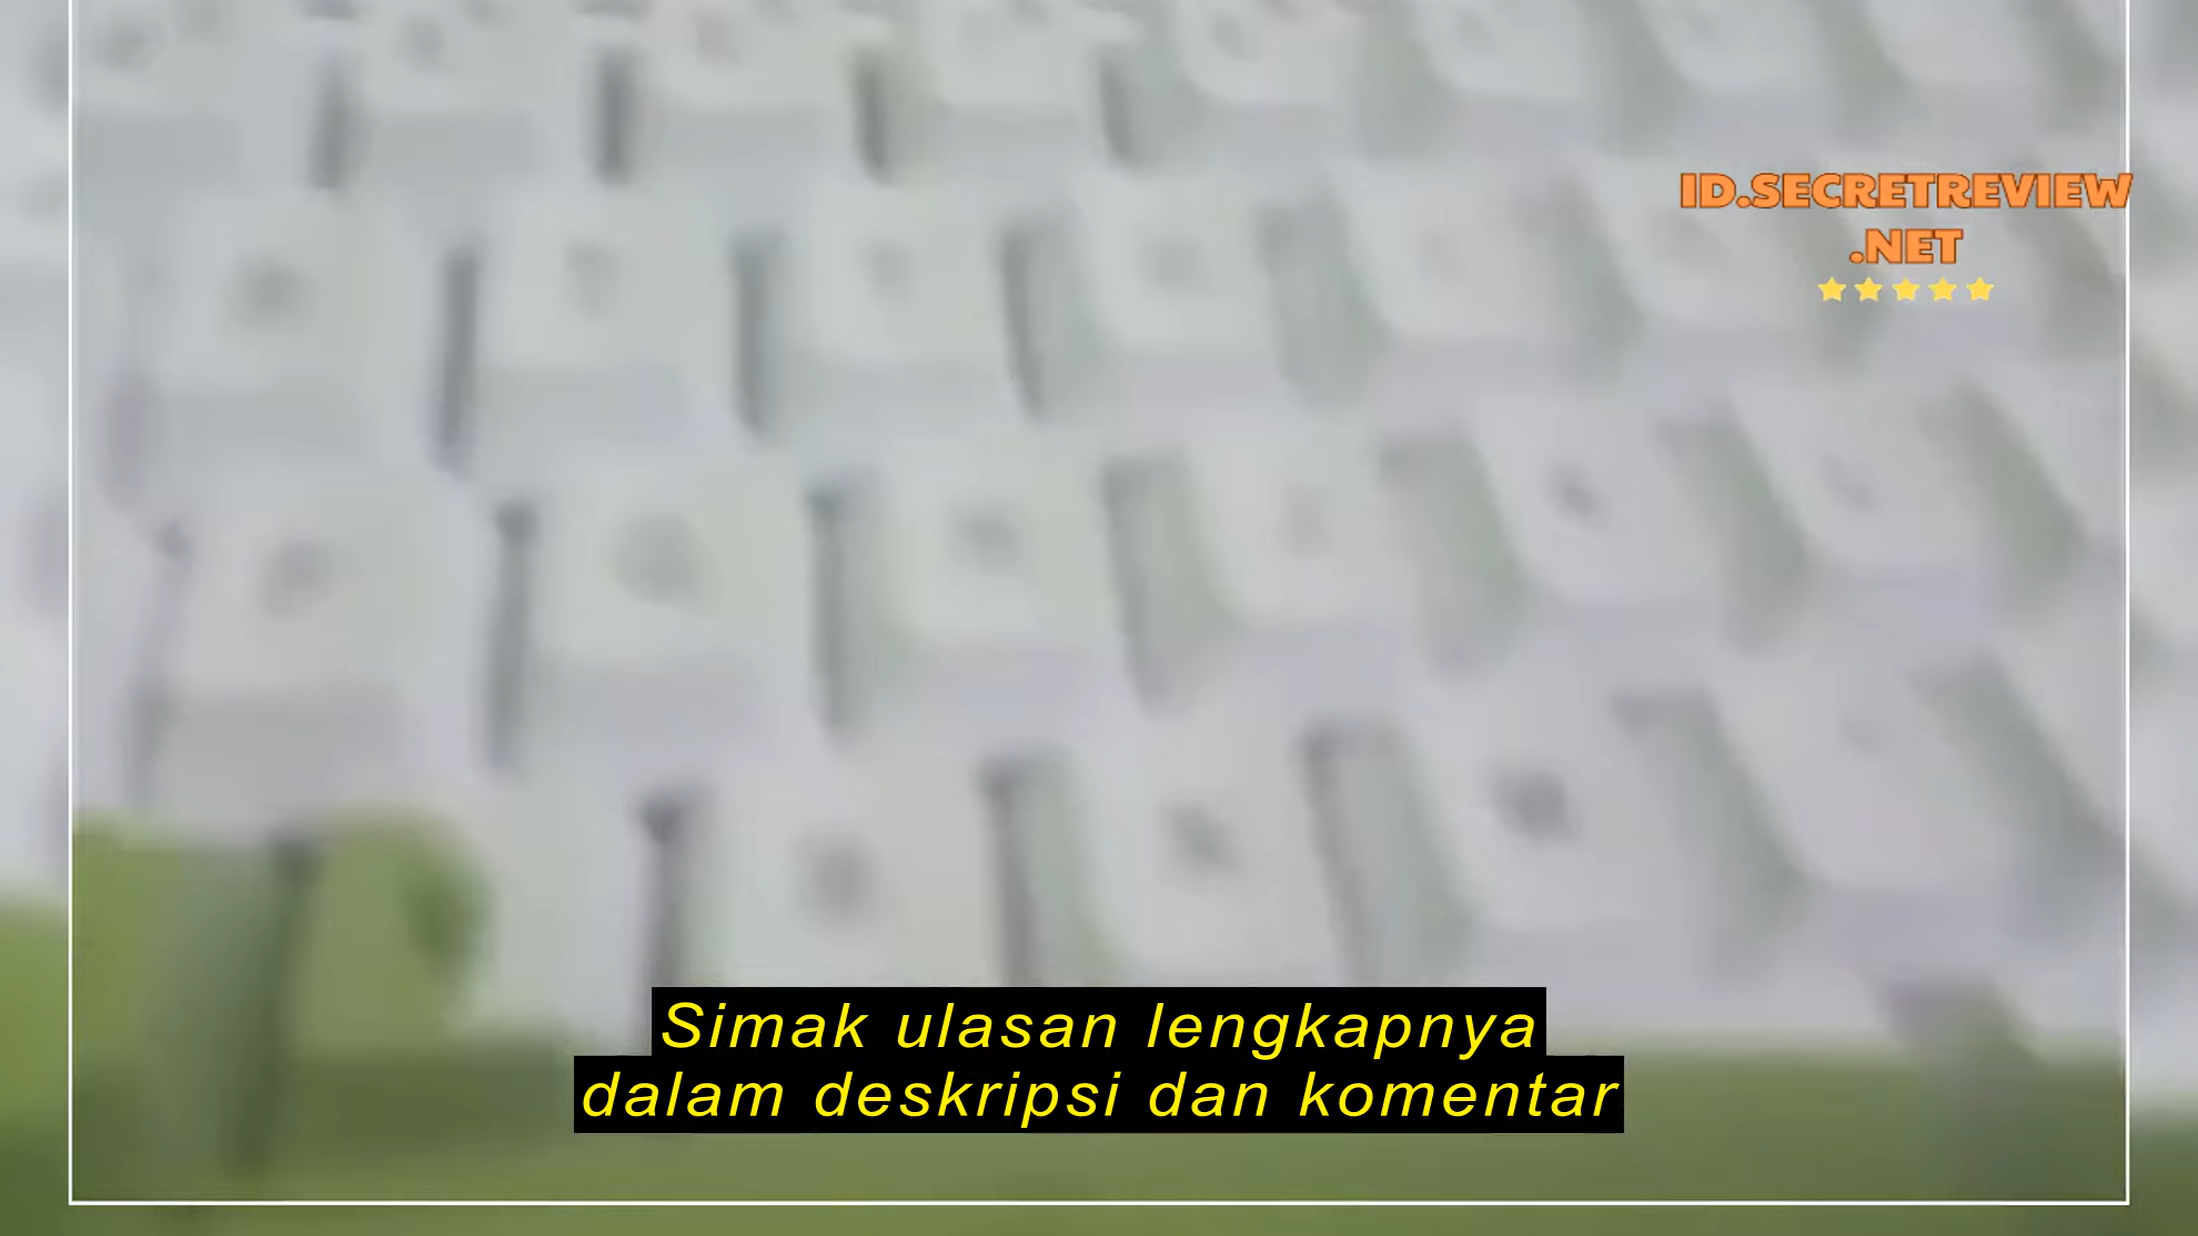 ID.SECRETREVIEW
.NET
Simak ulasan lengkapnya
dalam deskripsi dan komentar